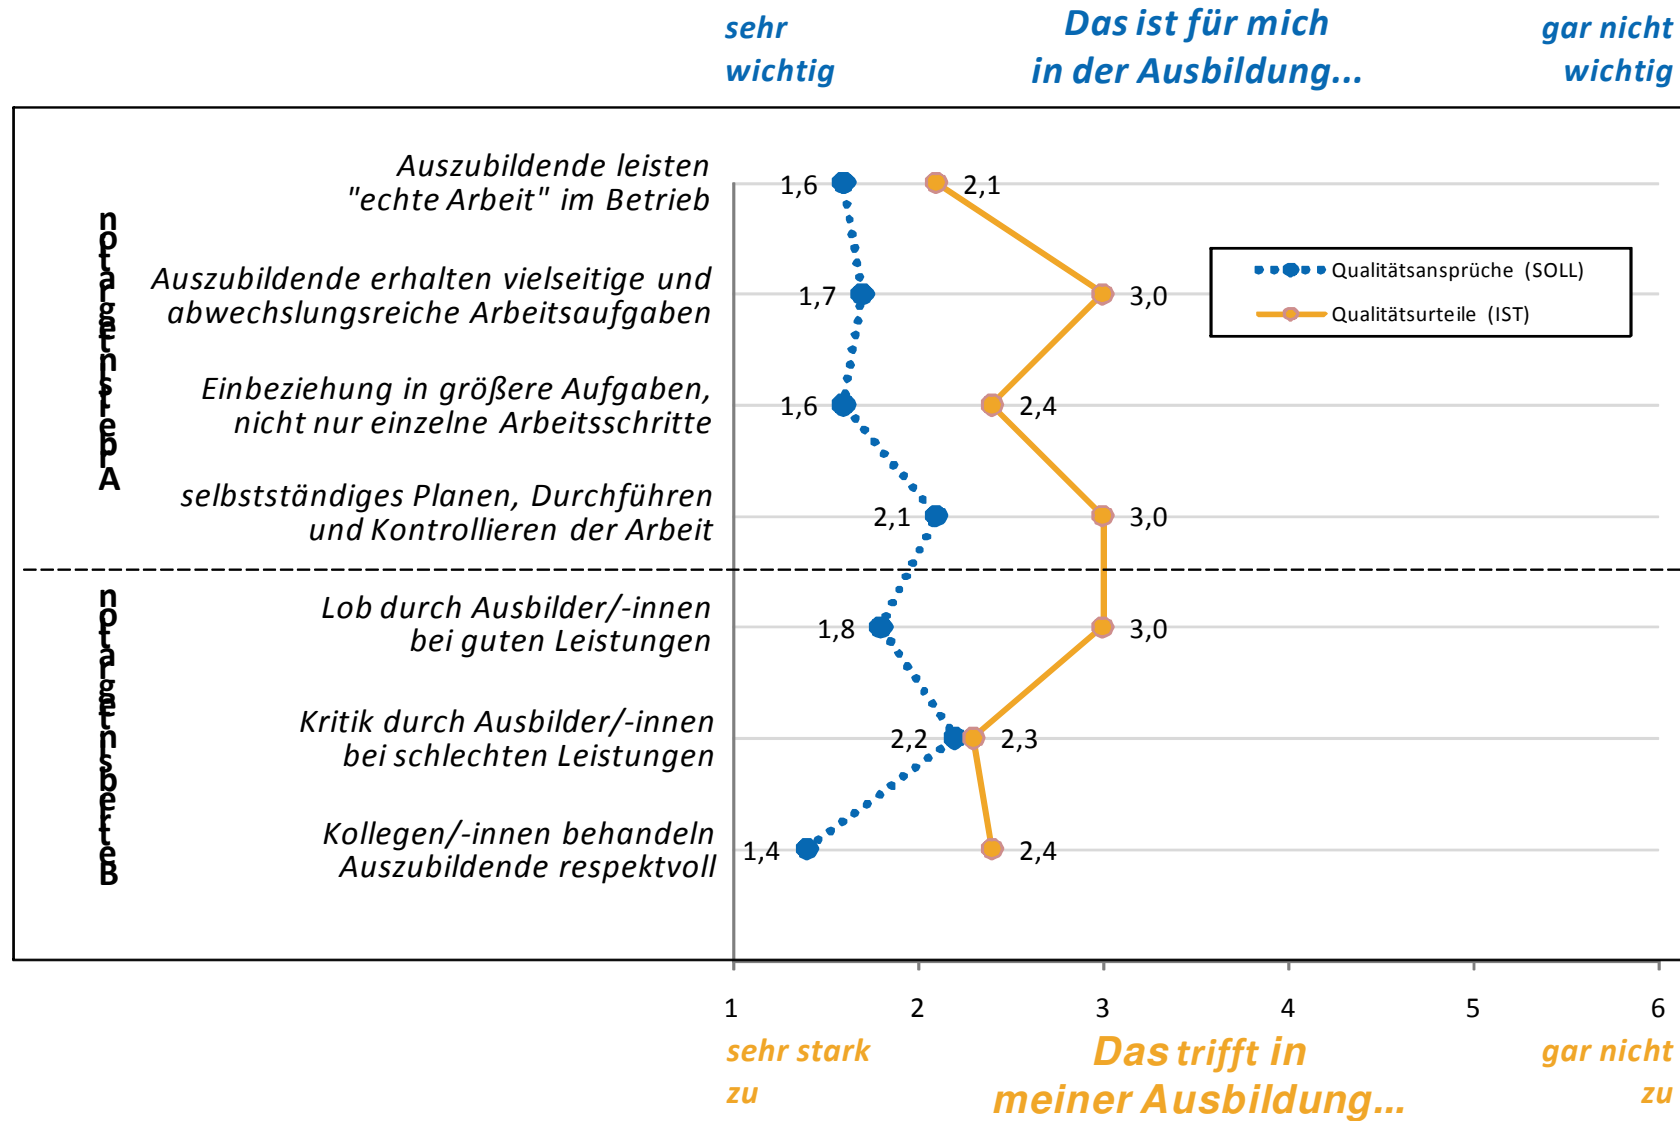 sehr
wichtig
Das ist für mich
in der Ausbildung...
gar nicht
wichtig
Arbeitsintegration
Auszubildende leisten
"echte Arbeit" im Betrieb
1,6
2,1
Auszubildende erhalten vielseitige und
abwechslungsreiche Arbeitsaufgaben
1,7
3,0
Einbeziehung in größere Aufgaben,
nicht nur einzelne Arbeitsschritte
1,6
2,4
selbstständiges Planen, Durchführen
und Kontrollieren der Arbeit
2,1
3,0
Qualitätsansprüche (SOLL)
Qualitätsurteile (IST)
Betriebsintegration
Lob durch Ausbilder/-innen
bei guten Leistungen
1,8
3,0
Kritik durch Ausbilder/-innen
bei schlechten Leistungen
2,2
2,3
Kollegen/-innen behandeln
Auszubildende respektvoll
1,4
2,4
1 2 3 4 5 6
sehr stark
zu
Das trifft in
meiner Ausbildung...
gar nicht
zu